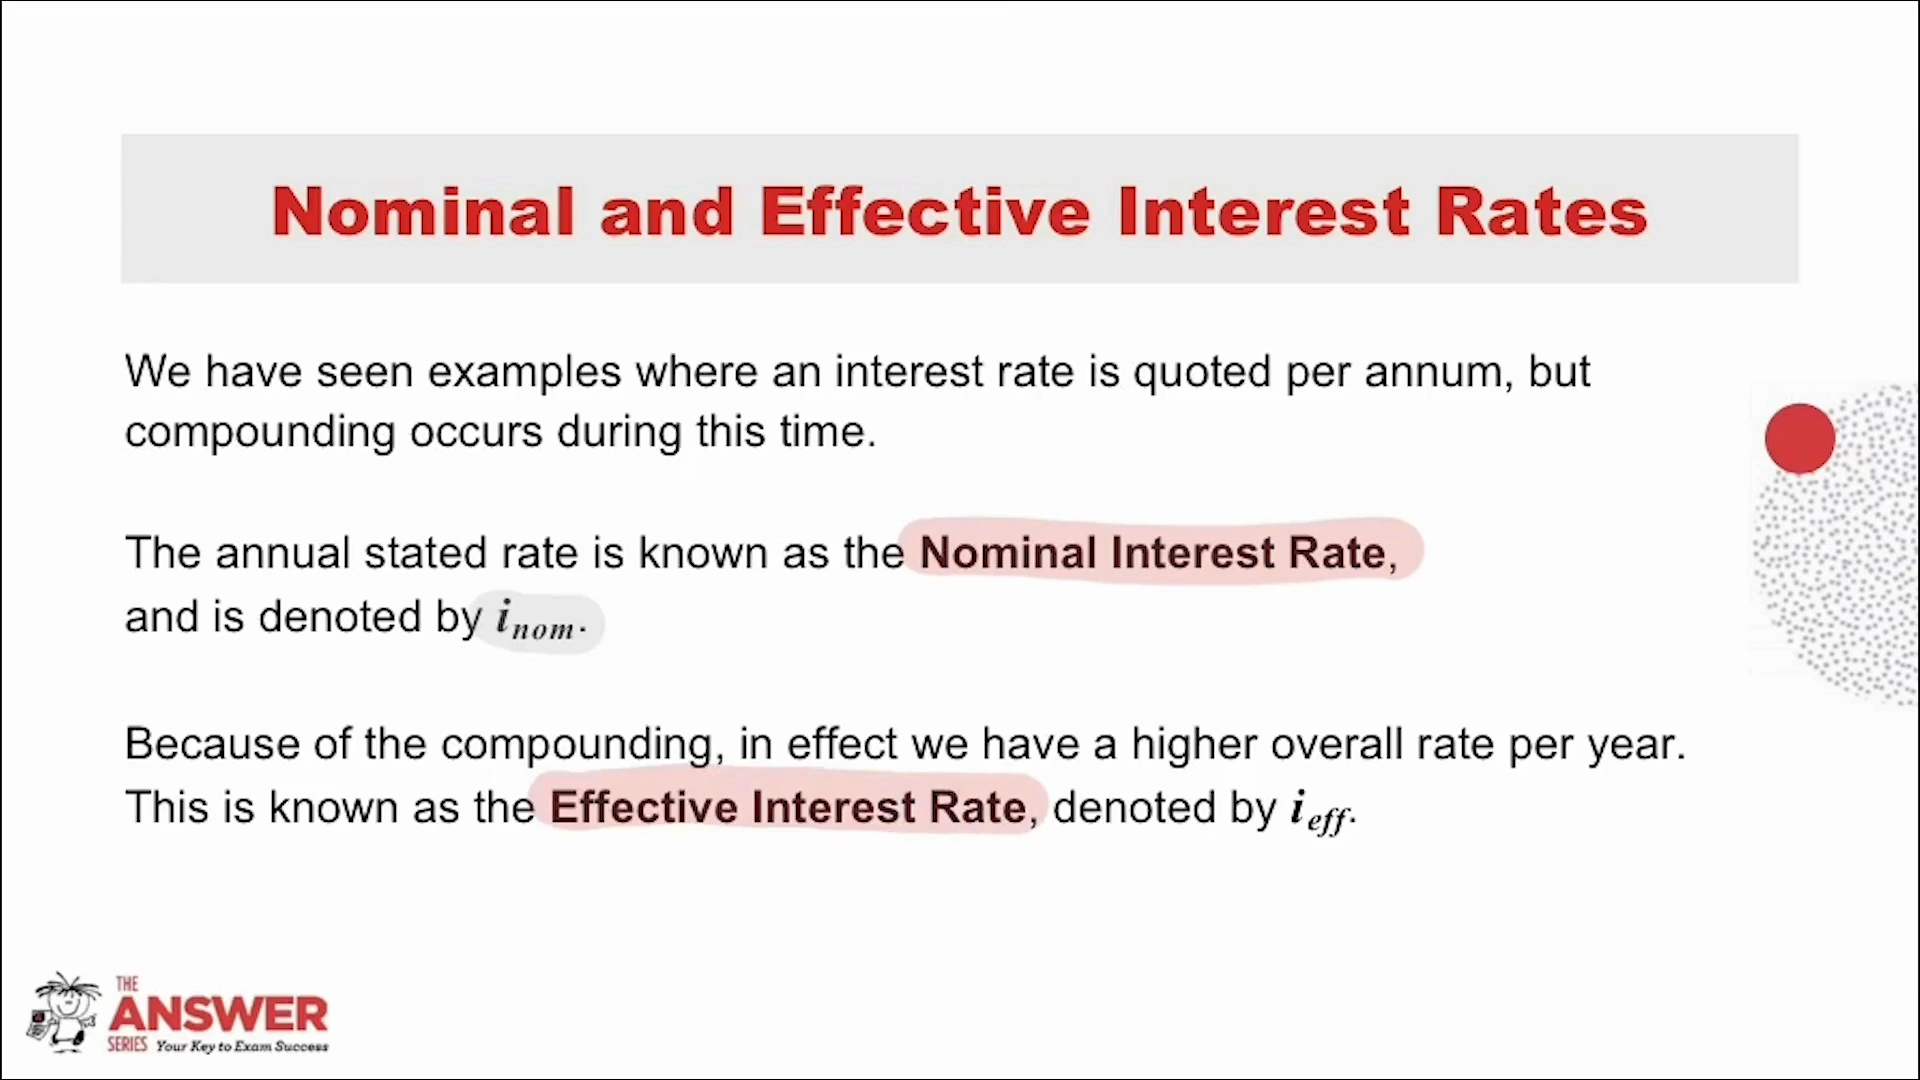 Nominal and Effective Interest Rates
We have seen examples where an interest rate is quoted per annum, but
compounding occurs during this time.
The annual stated rate is known as the Nominal Interest Rate,
and is denoted by i_nom.
Because of the compounding, in effect we have a higher overall rate per year.
This is known as the Effective Interest Rate, denoted by i_eff.
THE
ANSWER
SERIES Your Key to Exam Success